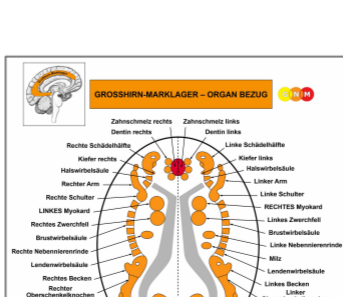 GROSSHIRN-MARKLAGER – ORGAN BEZUG
Zahnschmelz rechts Zahnschmelz links
Dentin rechts Dentin links
Rechte Schädelhälfte Linke Schädelhälfte
Kiefer rechts Kiefer links
Halswirbelsäule Halswirbelsäule
Rechter Arm Linker Arm
Rechte Schulter Linke Schulter
LINKES Myokard RECHTES Myokard
Rechtes Zwerchfell Linkes Zwerchfell
Brustwirbelsäule Brustwirbelsäule
Rechte Nebennierenrinde Linke Nebennierenrinde
Milz
Lendenwirbelsäule Lendenwirbelsäule
Rechtes Becken Linkes Becken
Rechter Linker
Oberschenkelknochen